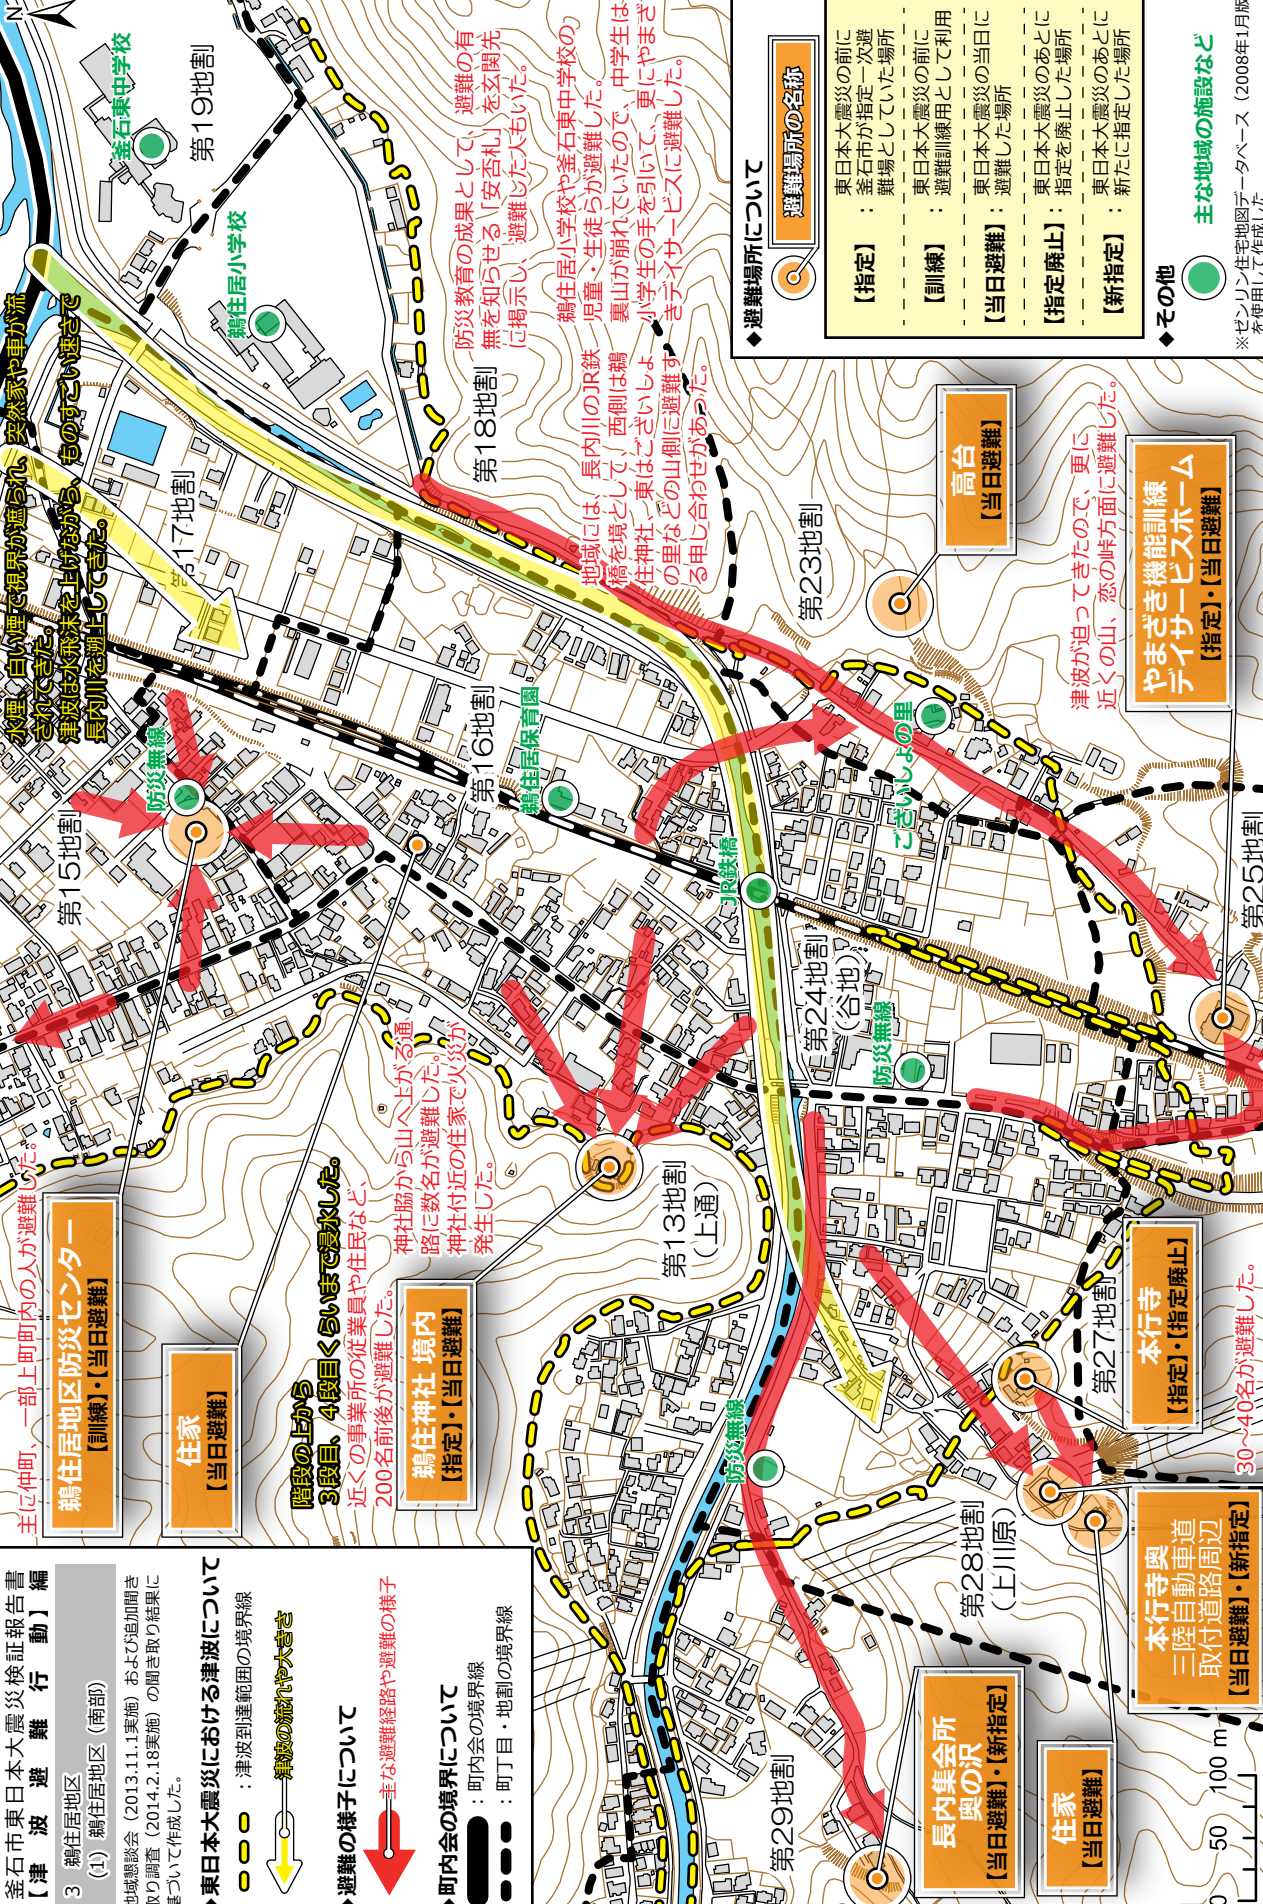 釜石市東日本大震災検証報告書
【津波避難行動】編
3 鵜住居地区
(1) 鵜住居地区(南部)
地域懇談会(2013.11.1実施)および追加聞き
取り調査(2014.2.18実施)の聞き取り結果に
基づいて作成した。
◆東日本大震災における津波について
:津波到達範囲の境界線
津波の流れや大きさ
◆避難の様子について
主な避難経路や避難の様子
◆町内会の境界について
:町内会の境界線
:町丁目・地割の境界線
主に仲町、一部上町町内の人が避難した。
鵜住居地区防災センター
【訓練】・【当日避難】
住家
【当日避難】
階段の上から
3段目、4段目くらいまで浸水した。
近くの事業所の従業員や住民など、
200名前後が避難した。
鵜住神社 境内
【指定】・【当日避難】
神社脇から山へ上がる通
路に数名が避難した。
神社付近の住家で火災が
発生した。
水煙、白い煙で視界が遮られ、突然家や車が流
されてきた。
津波は水飛沫を上げながら、ものすごい速さで
長内川を遡上してきた。
防災無線
第15地割
第17地割
第16地割
鵜住居保育園
JR鉄橋
第13地割
(上通)
第24地割
(谷地)
防災無線
防災無線
第29地割
第28地割
(上川原)
第27地割
長内集会所
奥の沢
【当日避難】・【新指定】
住家
【当日避難】
本行寺奥
三陸自動車道
取付道路周辺
【当日避難】・【新指定】
本行寺
【指定】・【指定廃止】
30~40名が避難した。
0 50 100 m
N
釜石東中学校
第19地割
鵜住居小学校
第18地割
防災教育の成果として、避難の有
無を知らせる「安否札」を玄関先
に掲示し、避難した人もいた。
鵜住居小学校や釜石東中学校の
児童・生徒らが避難した。
裏山が崩れていたので、中学生は
小学生の手を引いて、更にやまざ
きデイサービスに避難した。
地域には、長内川のJR鉄
橋を境として、西側は鵜
住神社、東はございしょ
の里などの山側に避難す
る申し合わせがあった。
第23地割
ございしょの里
高台
【当日避難】
津波が迫ってきたので、更に
近くの山、恋の峠方面に避難した。
やまざき機能訓練
デイサービスホーム
【指定】・【当日避難】
第25地割
◆避難場所について
避難場所の名称
【指定】:東日本大震災の前に
釜石市が指定一次避
難場としていた場所
【訓練】:東日本大震災の前に
避難訓練用として利用
【当日避難】:東日本大震災の当日に
避難した場所
【指定廃止】:東日本大震災のあとに
指定を廃止した場所
【新指定】:東日本大震災のあとに
新たに指定した場所
◆その他
主な地域の施設など
※ゼンリン住宅地図データベース(2008年1月版)
を使用して作成した